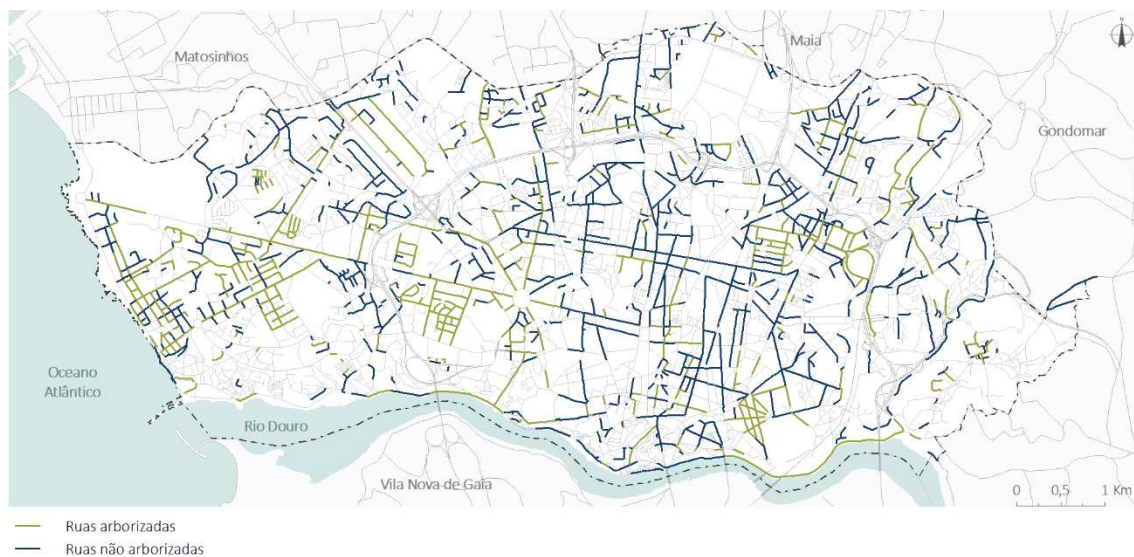 Matosinhos
Maia
Gondomar
Oceano
Atlântico
Rio Douro
Vila Nova de Gaia
0 0,5 1 Km
Ruas arborizadas
Ruas não arborizadas